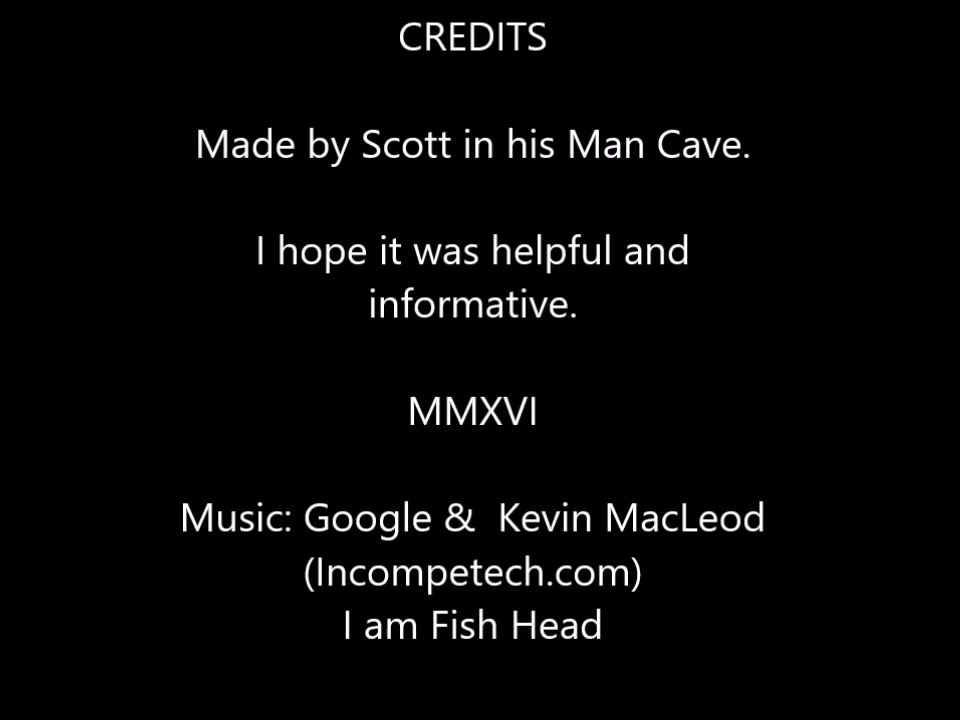 CREDITS
Made by Scott in his Man Cave.
I hope it was helpful and
informative.
MMXVI
Music: Google &  Kevin MacLeod
(Incompetech.com)
I am Fish Head